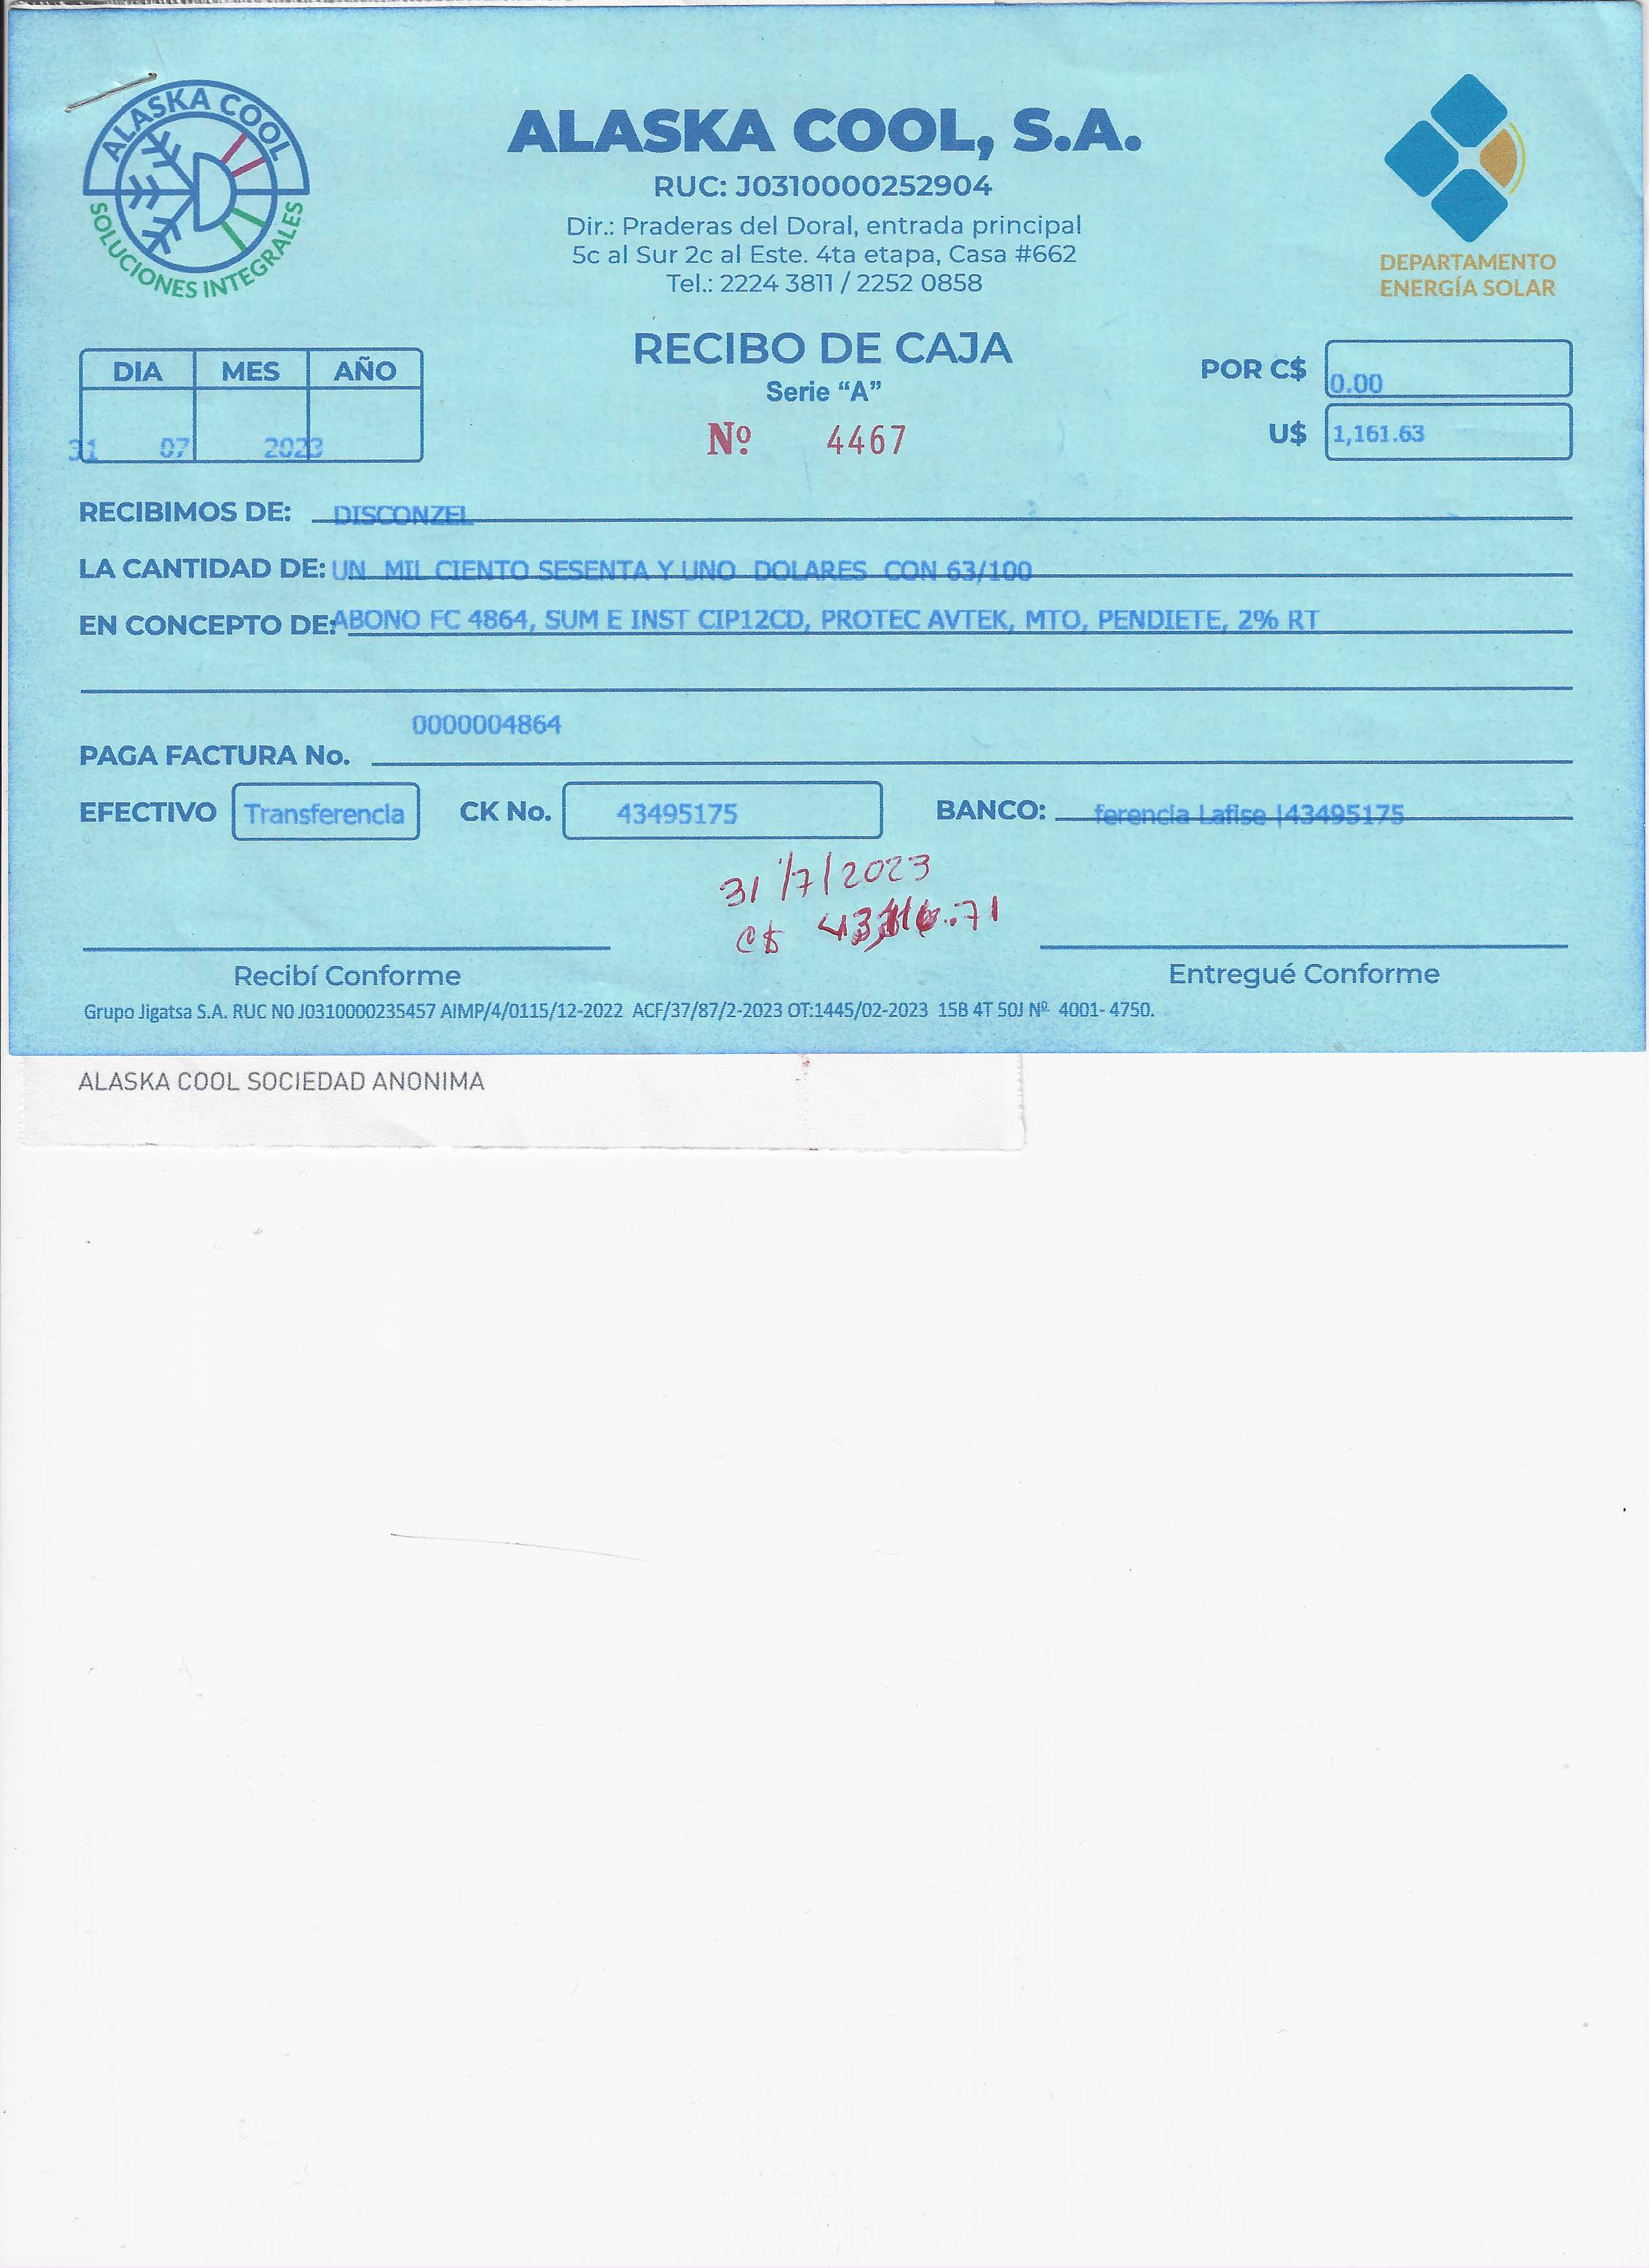 ALASKA COOL
SOLUCIONES INTEGRALES
ALASKA COOL, S.A.
RUC: J0310000252904
Dir.: Praderas del Doral, entrada principal
5c al Sur 2c al Este. 4ta etapa, Casa #662
Tel.: 2224 3811 / 2252 0858
DEPARTAMENTO
ENERGÍA SOLAR
RECIBO DE CAJA
Serie “A”
Nº 4467
DIA MES AÑO
31 07 2023
POR C$ 0.00
U$ 1,161.63
RECIBIMOS DE: DISCONZEL
LA CANTIDAD DE: UN MIL CIENTO SESENTA Y UNO DOLARES CON 63/100
EN CONCEPTO DE: ABONO FC 4864, SUM E INST CIP12CD, PROTEC AVTEK, MTO, PENDIETE, 2% RT
0000004864
PAGA FACTURA No.
EFECTIVO Transferencia CK No. 43495175 BANCO: ferencia Lafise |43495175
31/7/2023
C$
Recibí Conforme Entregué Conforme
Grupo Jigatsa S.A. RUC N0 J0310000235457 AIMP/4/0115/12-2022 ACF/37/87/2-2023 OT:1445/02-2023 15B 4T 50J Nº 4001- 4750.
ALASKA COOL SOCIEDAD ANONIMA